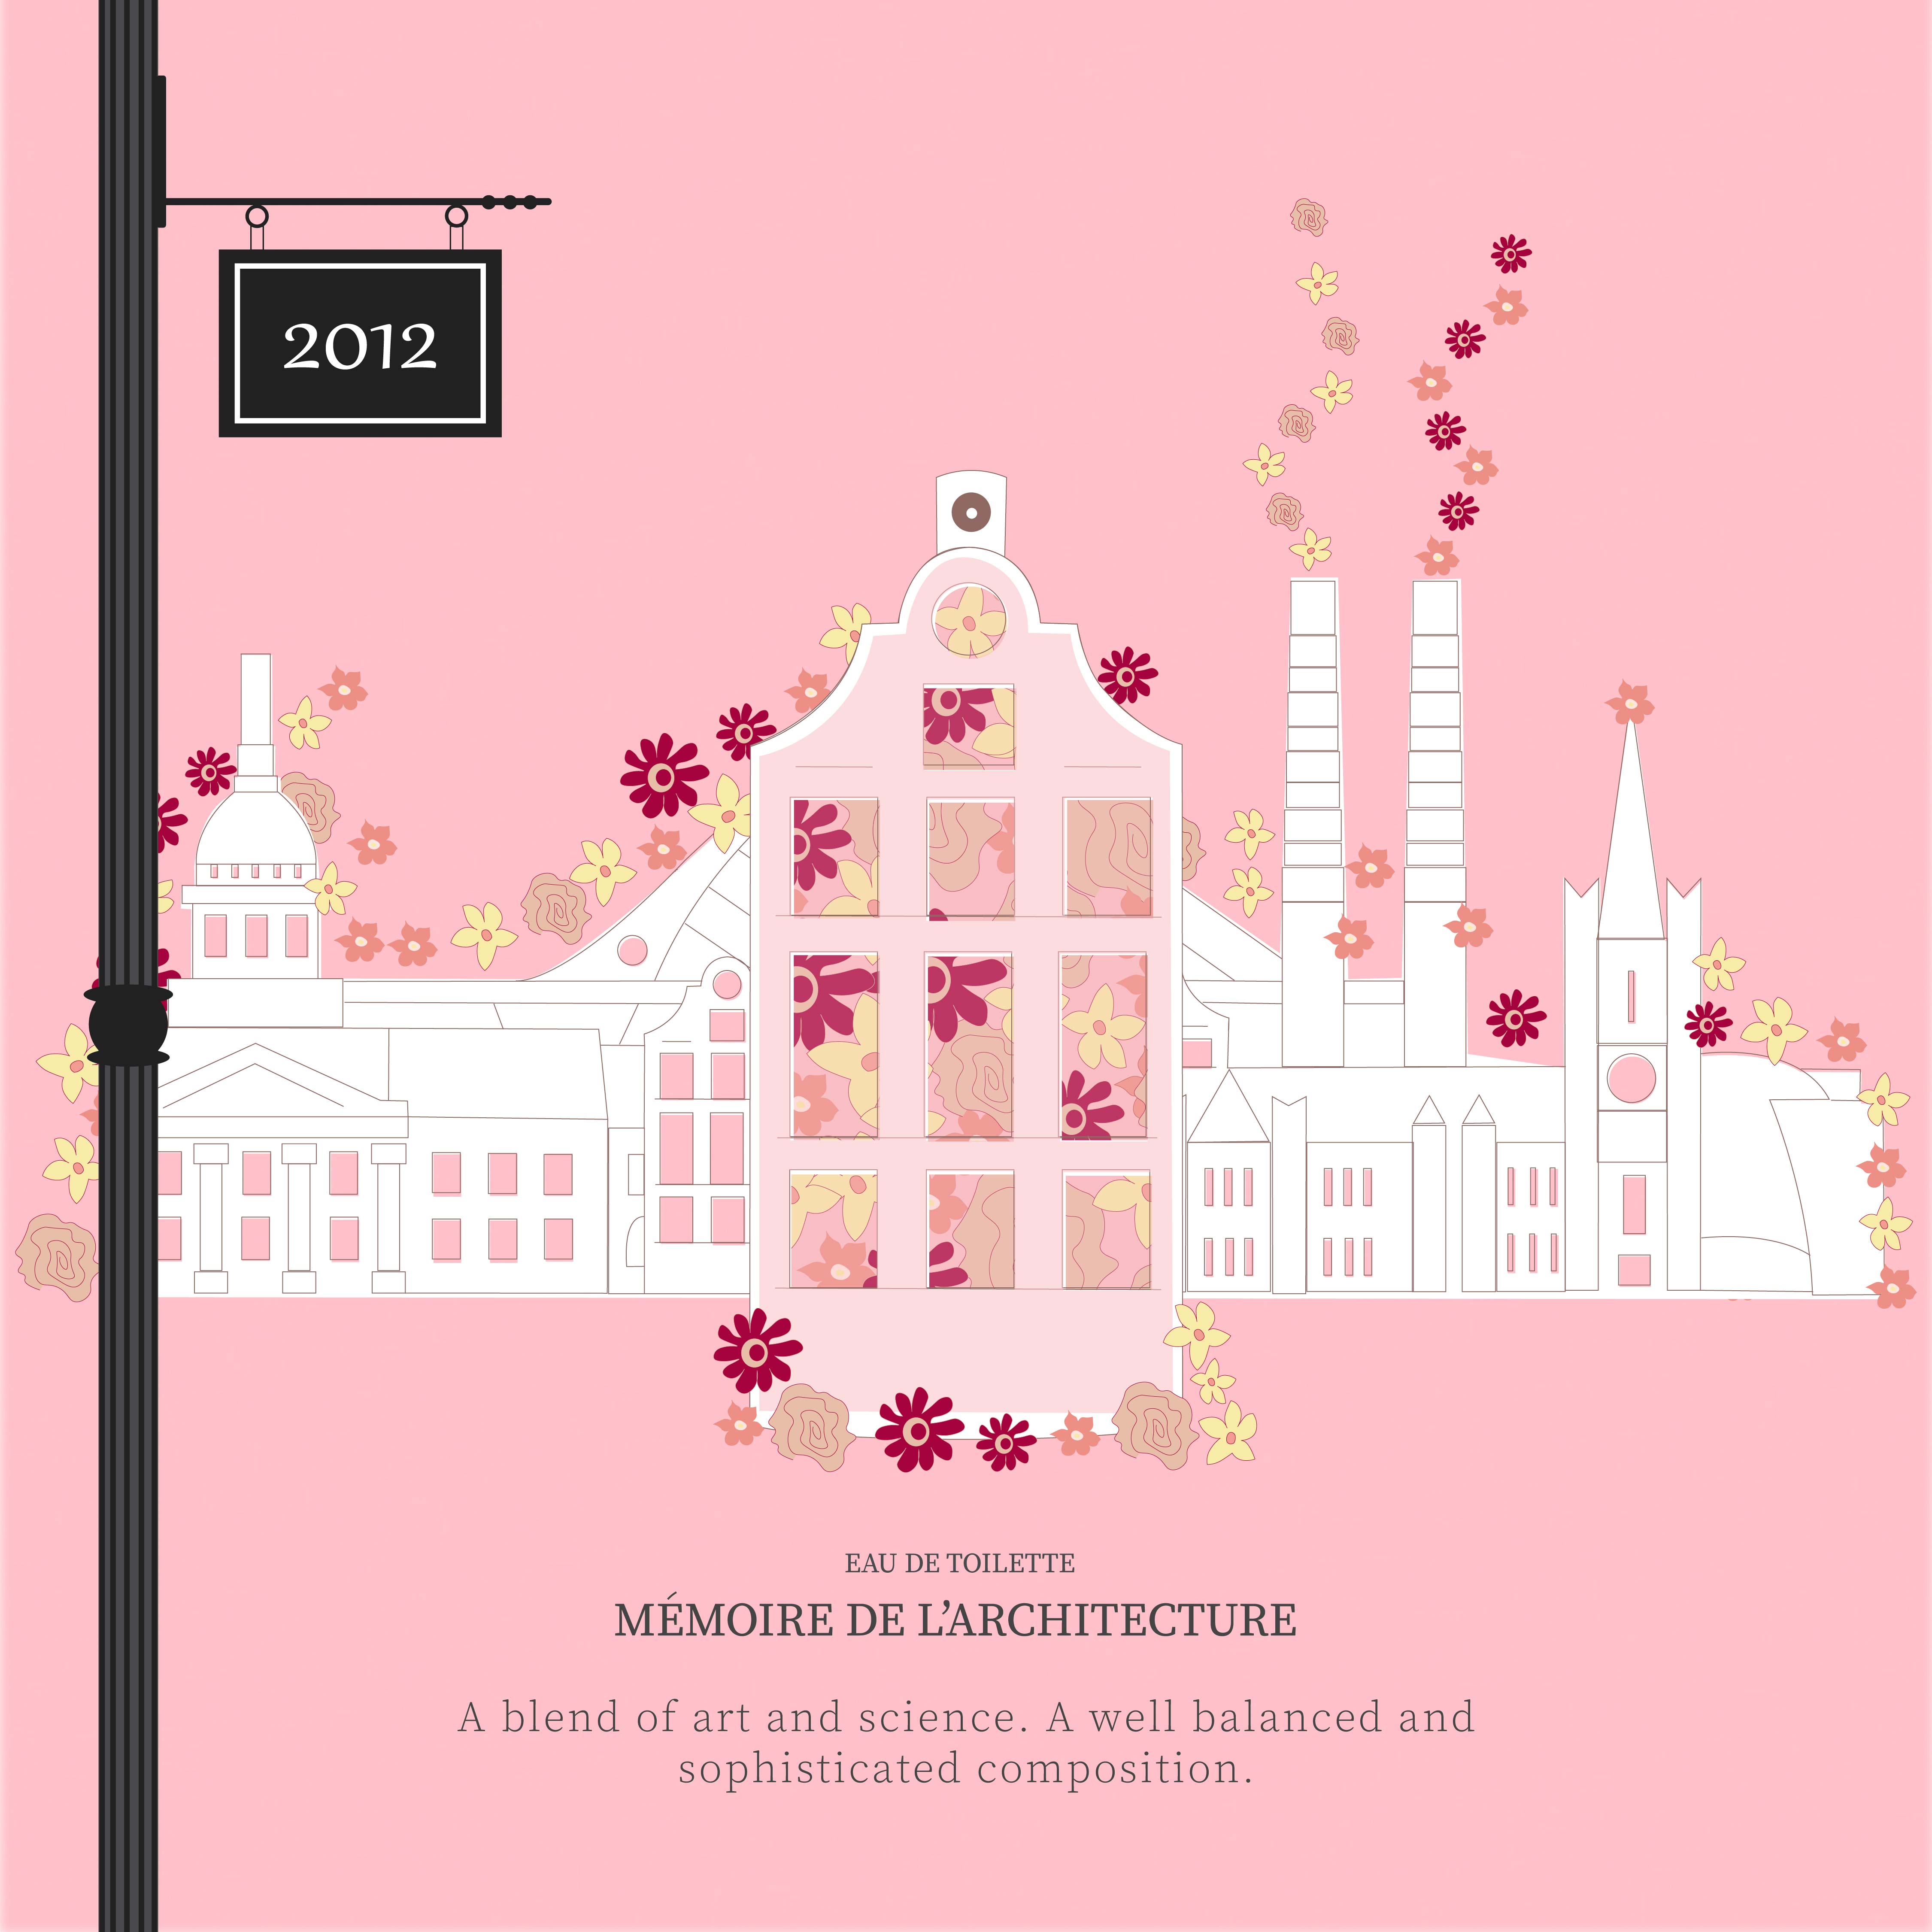 2012
EAU DE TOILETTE
MÉMOIRE DE L’ARCHITECTURE
A blend of art and science. A well balanced and
sophisticated composition.